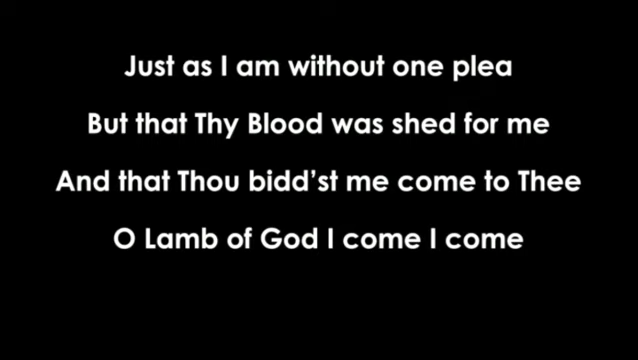 Just as I am without one plea
But that Thy Blood was shed for me
And that Thou bidd’st me come to Thee
O Lamb of God I come I come